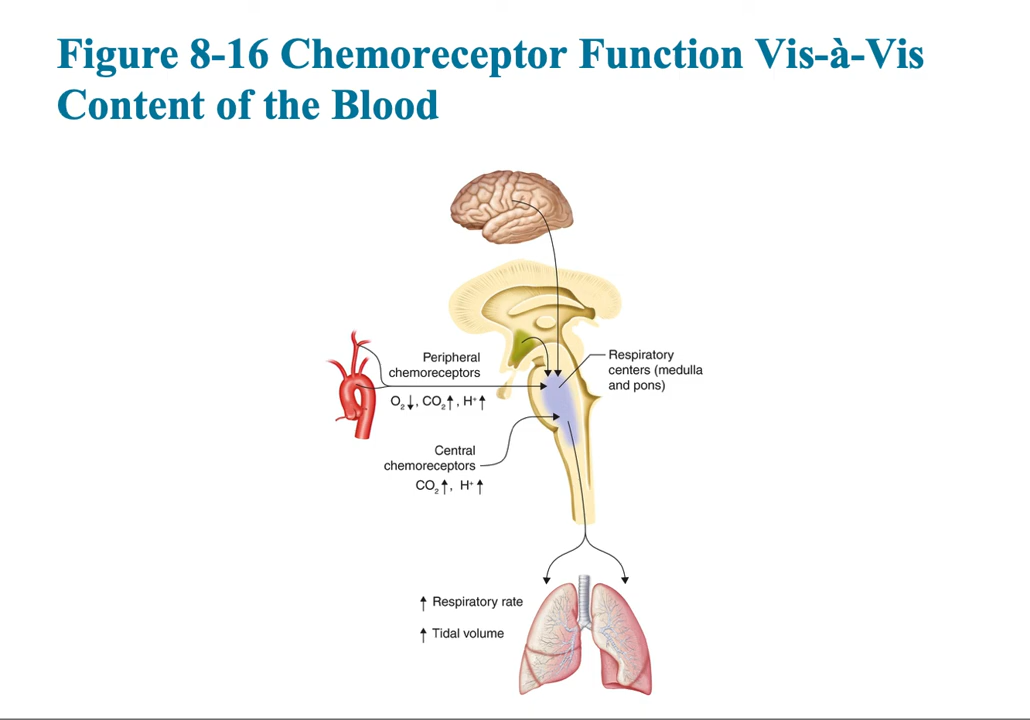 Figure 8-16 Chemoreceptor Function Vis-à-Vis
Content of the Blood
Peripheral
chemoreceptors
O₂↓, CO₂↑, H⁺↑
Respiratory
centers (medulla
and pons)
Central
chemoreceptors
CO₂↑, H⁺↑
↑ Respiratory rate
↑ Tidal volume